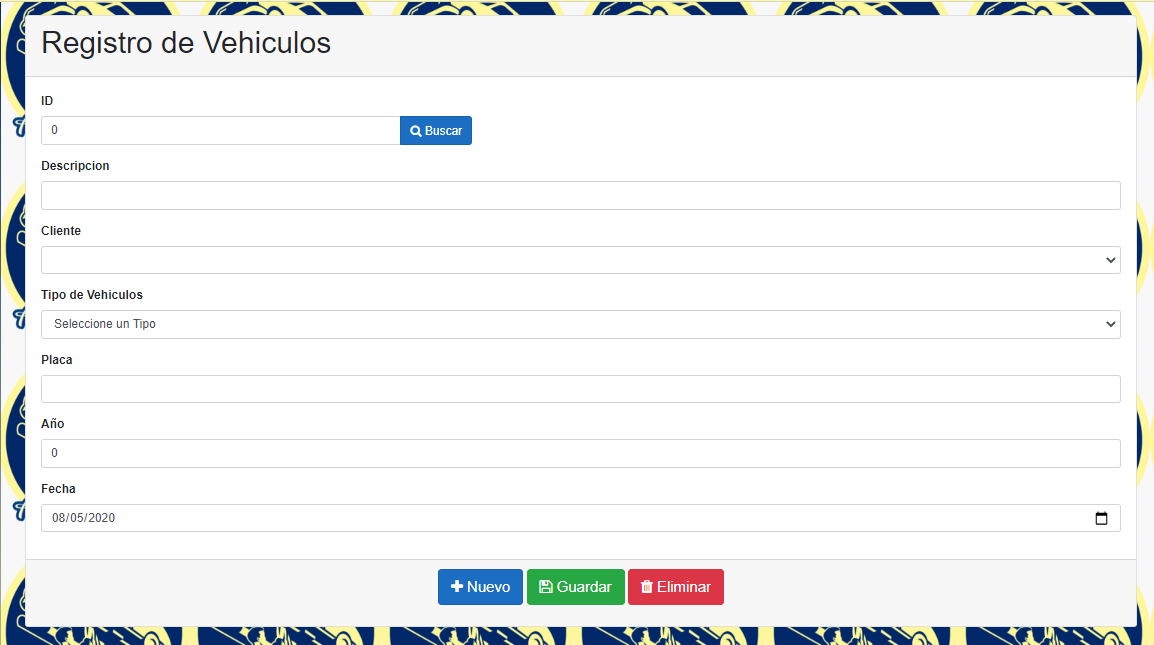 Registro de Vehiculos
ID
0
Buscar
Descripcion
Cliente
Tipo de Vehiculos
Seleccione un Tipo
Placa
Año
0
Fecha
08/05/2020
Nuevo Guardar Eliminar